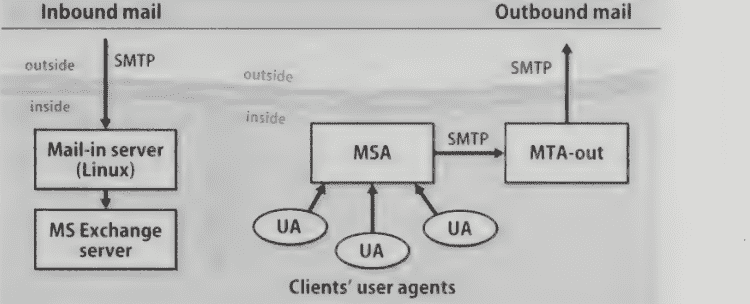 Inbound mail
Outbound mail
outside
SMTP
outside
SMTP
inside
inside
Mail-in server
(Linux)
MSA
SMTP
MTA-out
MS Exchange
server
UA
UA
UA
Clients' user agents